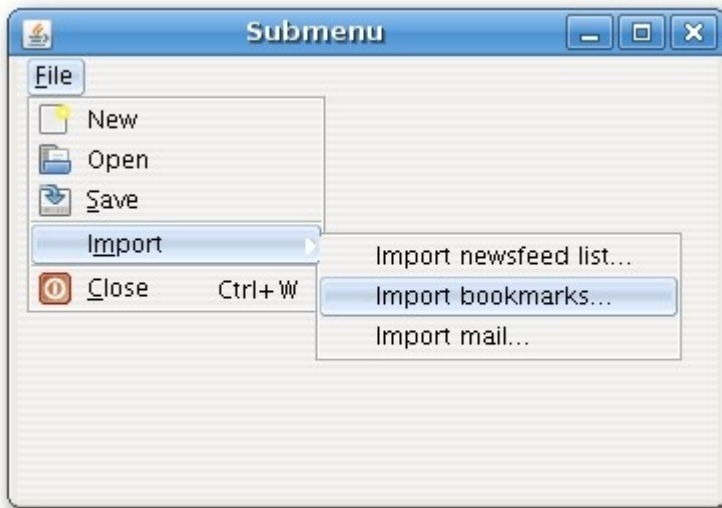 Submenu
File
New
Open
Save
Import
Import newsfeed list...
Import bookmarks...
Import mail...
Close Ctrl+W